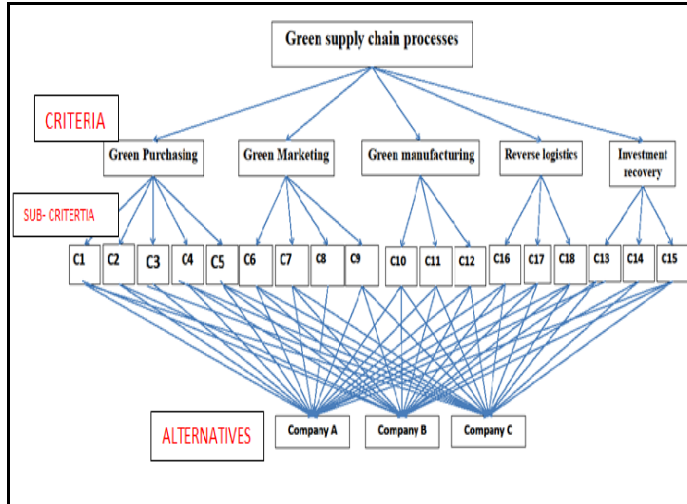 Green supply chain processes
CRITERIA
Green Purchasing
Green Marketing
Green manufacturing
Reverse logistics
Investment
recovery
SUB- CRITERTIA
C1
C2
C3
C4
C5
C6
C7
C8
C9
C10
C11
C12
C16
C17
C18
C13
C14
C15
Company A
Company B
Company C
ALTERNATIVES